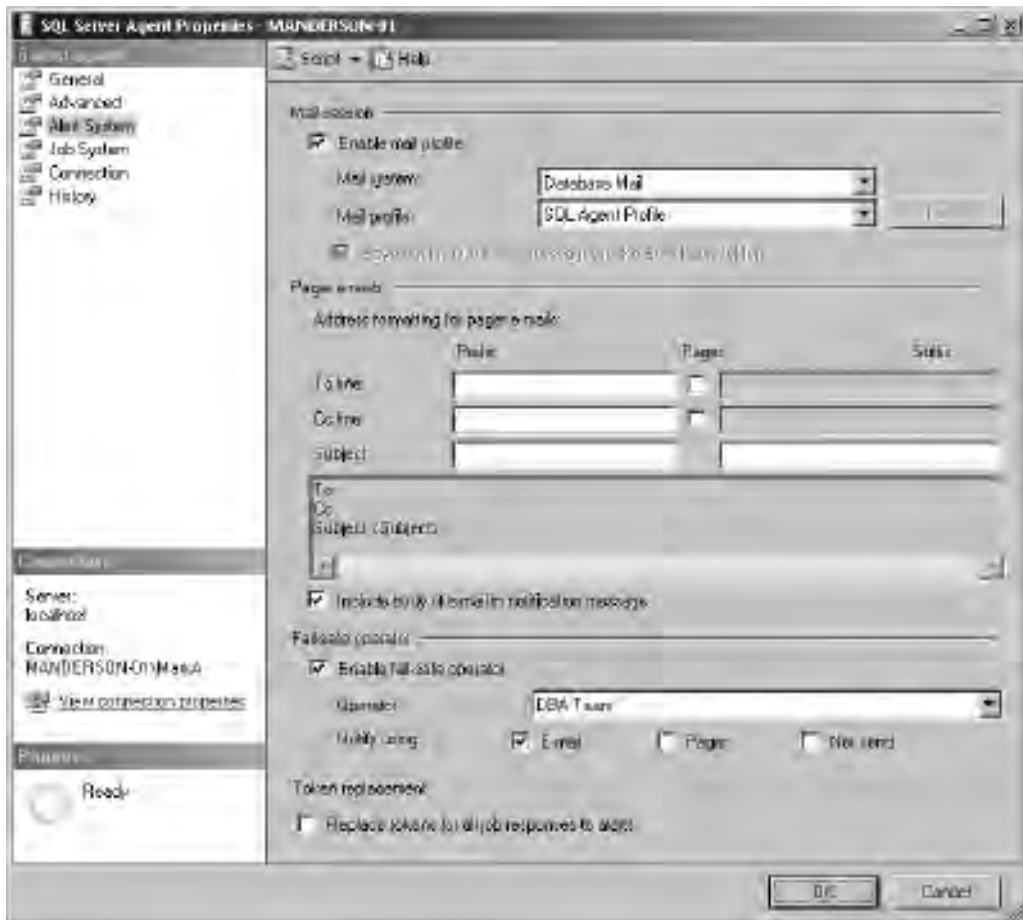 SQL Server Agent Properties - MANDERSON-01
Script Help
General
Advanced
Alert System
Job System
Connection
History
Mail session
Enable mail profile
Mail system:
Database Mail
Mail profile:
SQL Agent Profile
Pager e-mails
Address formatting for pager e-mails:
Prefix Pager Suffix
To line:
Cc line:
Subject:
To:
Cc:
Subject: <Subject>
Include body of e-mail in notification message
Fail-safe operator
Enable fail-safe operator
Operator:
DBA Team
Notify using:
E-mail
Pager
Net send
Token replacement
Replace tokens for all job responses to alerts
Connection
Server:
localhost
Connection:
View connection properties
Progress
Ready
OK
Cancel